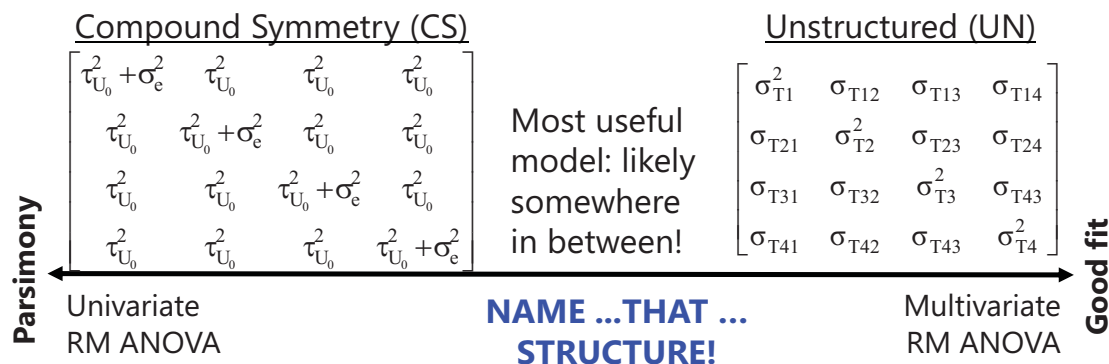 Compound Symmetry (CS)
Unstructured (UN)
τ²U₀ + σ²e τ²U₀ τ²U₀ τ²U₀
τ²U₀ τ²U₀ + σ²e τ²U₀ τ²U₀
τ²U₀ τ²U₀ τ²U₀ + σ²e τ²U₀
τ²U₀ τ²U₀ τ²U₀ τ²U₀ + σ²e
Most useful
model: likely
somewhere
in between!
σ²T1 σT12 σT13 σT14
σT21 σ²T2 σT23 σT24
σT31 σT32 σ²T3 σT43
σT41 σT42 σT43 σ²T4
Parsimony
Good fit
Univariate
RM ANOVA
NAME ...THAT ...
STRUCTURE!
Multivariate
RM ANOVA